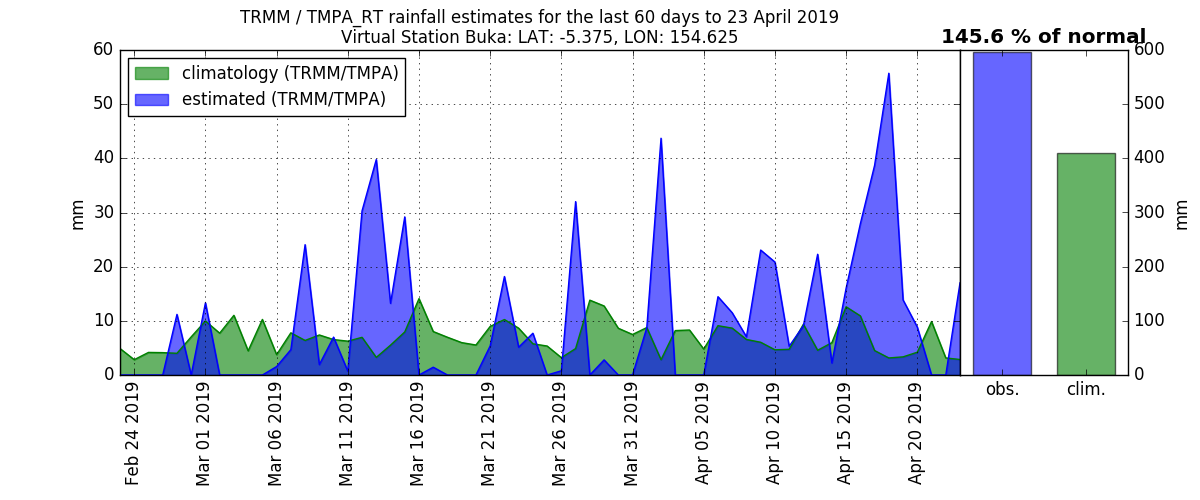 TRMM / TMPA_RT rainfall estimates for the last 60 days to 23 April 2019
Virtual Station Buka: LAT: -5.375, LON: 154.625
145.6 % of normal
climatology (TRMM/TMPA)
estimated (TRMM/TMPA)
60
50
40
30
20
10
0
mm
600
500
400
300
200
100
0
mm
Feb 24 2019
Mar 01 2019
Mar 06 2019
Mar 11 2019
Mar 16 2019
Mar 21 2019
Mar 26 2019
Mar 31 2019
Apr 05 2019
Apr 10 2019
Apr 15 2019
Apr 20 2019
obs.
clim.